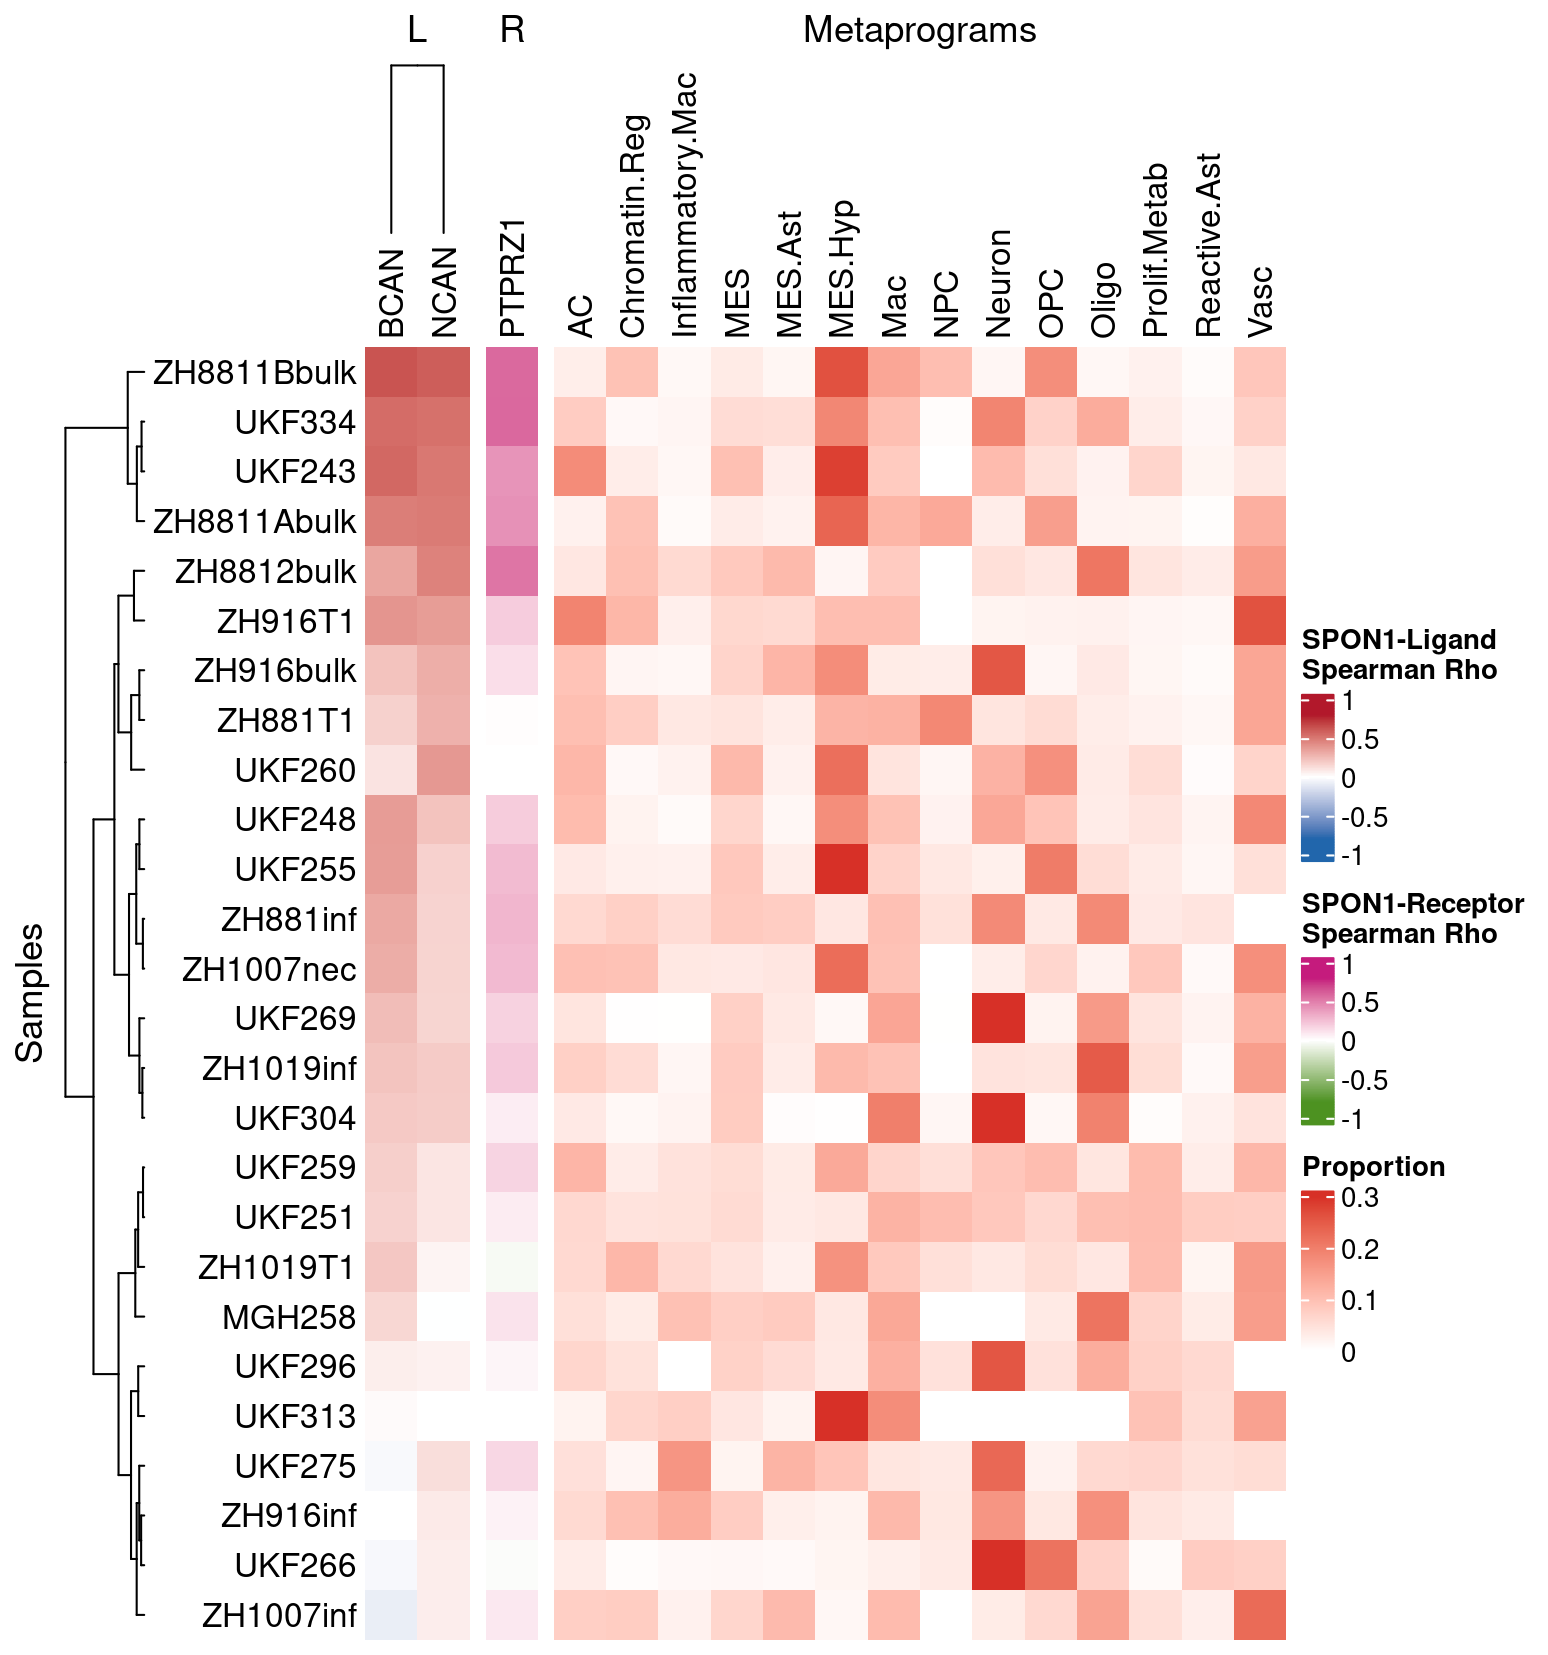 L R Metaprograms
BCAN
NCAN
PTPRZ1
AC
Chromatin.Reg
Inflammatory.Mac
MES
MES.Ast
MES.Hyp
Mac
NPC
Neuron
OPC
Oligo
Prolif.Metab
Reactive.Ast
Vasc
Samples
ZH8811Bbulk
UKF334
UKF243
ZH8811Abulk
ZH8812bulk
ZH916T1
ZH916bulk
ZH881T1
UKF260
UKF248
UKF255
ZH881inf
ZH1007nec
UKF269
ZH1019inf
UKF304
UKF259
UKF251
ZH1019T1
MGH258
UKF296
UKF313
UKF275
ZH916inf
UKF266
ZH1007inf
SPON1-Ligand
Spearman Rho
1
0.5
0
-0.5
-1
SPON1-Receptor
Spearman Rho
1
0.5
0
-0.5
-1
Proportion
0.3
0.2
0.1
0